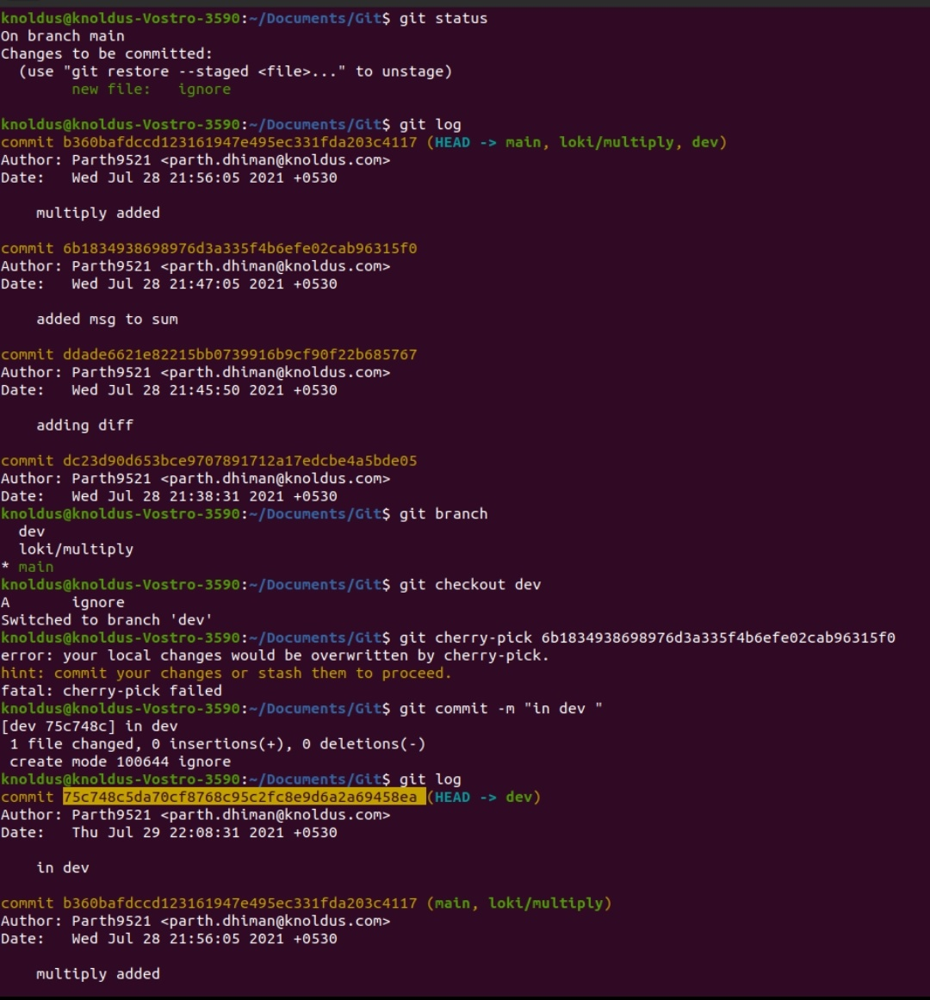 knoldus@knoldus-Vostro-3590:~/Documents/Git$ git status
On branch main
Changes to be committed:
  (use "git restore --staged <file>..." to unstage)
        new file:   ignore

knoldus@knoldus-Vostro-3590:~/Documents/Git$ git log
commit b360bafdccd123161947e495ec331fda203c4117 (HEAD -> main, loki/multiply, dev)
Author: Parth9521 <parth.dhiman@knoldus.com>
Date:   Wed Jul 28 21:56:05 2021 +0530

    multiply added

commit 6b1834938698976d3a335f4b6efe02cab96315f0
Author: Parth9521 <parth.dhiman@knoldus.com>
Date:   Wed Jul 28 21:47:05 2021 +0530

    added msg to sum

commit ddade6621e82215bb0739916b9cf90f22b685767
Author: Parth9521 <parth.dhiman@knoldus.com>
Date:   Wed Jul 28 21:45:50 2021 +0530

    adding diff

commit dc23d90d653bce9707891712a17edcbe4a5bde05
Author: Parth9521 <parth.dhiman@knoldus.com>
Date:   Wed Jul 28 21:38:31 2021 +0530
knoldus@knoldus-Vostro-3590:~/Documents/Git$ git branch
  dev
  loki/multiply
* main
knoldus@knoldus-Vostro-3590:~/Documents/Git$ git checkout dev
A       ignore
Switched to branch 'dev'
knoldus@knoldus-Vostro-3590:~/Documents/Git$ git cherry-pick 6b1834938698976d3a335f4b6efe02cab96315f0
error: your local changes would be overwritten by cherry-pick.
hint: commit your changes or stash them to proceed.
fatal: cherry-pick failed
knoldus@knoldus-Vostro-3590:~/Documents/Git$ git commit -m "in dev "
[dev 75c748c] in dev
 1 file changed, 0 insertions(+), 0 deletions(-)
 create mode 100644 ignore
knoldus@knoldus-Vostro-3590:~/Documents/Git$ git log
commit 75c748c5da70cf8768c95c2fc8e9d6a2a69458ea (HEAD -> dev)
Author: Parth9521 <parth.dhiman@knoldus.com>
Date:   Thu Jul 29 22:08:31 2021 +0530

    in dev

commit b360bafdccd123161947e495ec331fda203c4117 (main, loki/multiply)
Author: Parth9521 <parth.dhiman@knoldus.com>
Date:   Wed Jul 28 21:56:05 2021 +0530

    multiply added